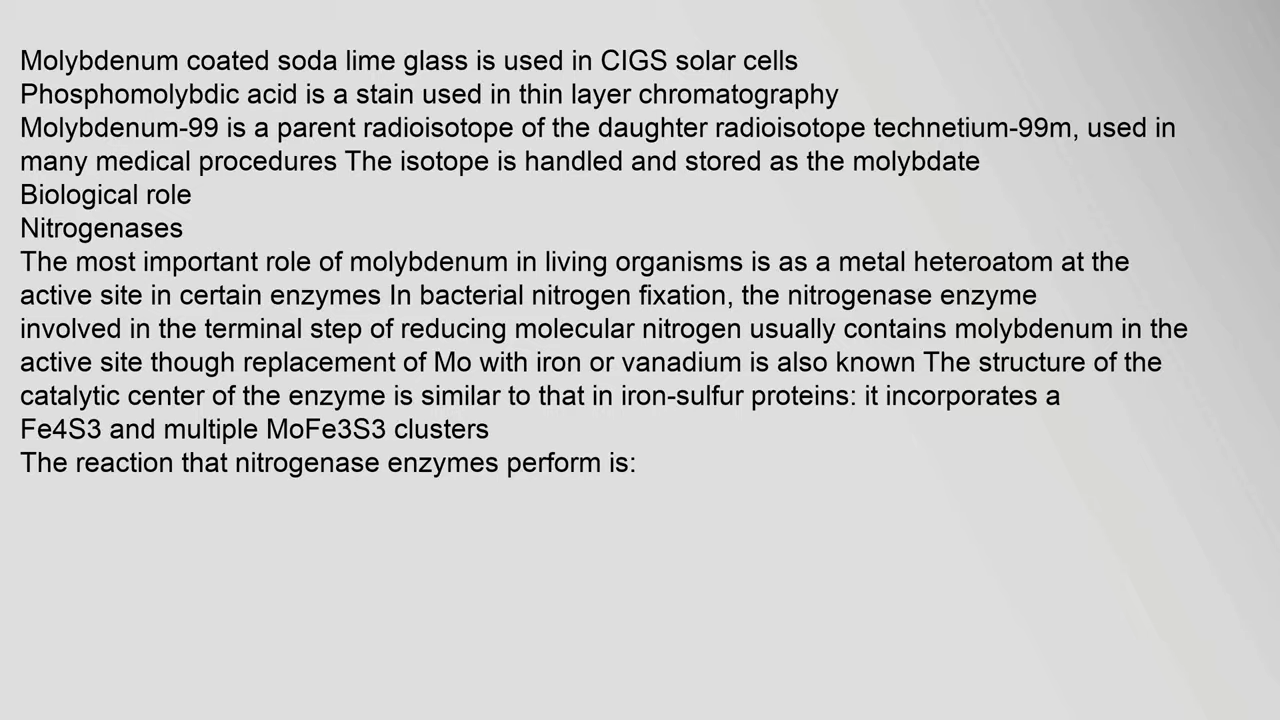 Molybdenum coated soda lime glass is used in CIGS solar cells
Phosphomolybdic acid is a stain used in thin layer chromatography
Molybdenum-99 is a parent radioisotope of the daughter radioisotope technetium-99m, used in
many medical procedures The isotope is handled and stored as the molybdate
Biological role
Nitrogenases
The most important role of molybdenum in living organisms is as a metal heteroatom at the
active site in certain enzymes In bacterial nitrogen fixation, the nitrogenase enzyme
involved in the terminal step of reducing molecular nitrogen usually contains molybdenum in the
active site though replacement of Mo with iron or vanadium is also known The structure of the
catalytic center of the enzyme is similar to that in iron-sulfur proteins: it incorporates a
Fe4S3 and multiple MoFe3S3 clusters
The reaction that nitrogenase enzymes perform is: